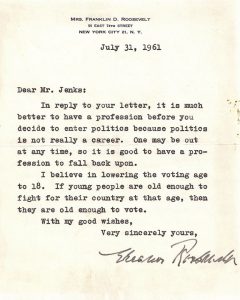 MRS. FRANKLIN D. ROOSEVELT
55 EAST 74TH STREET
NEW YORK CITY 21, N. Y.
July 31, 1961
Dear Mr. Jenks:
In reply to your letter, it is much
better to have a profession before you
decide to enter politics because politics
is not really a career. One may be out
at any time, so it is good to have a pro-
fession to fall back upon.
I believe in lowering the voting age
to 18. If young people are old enough to
fight for their country at that age, then
they are old enough to vote.
With my good wishes,
Very sincerely yours,
Eleanor Roosevelt